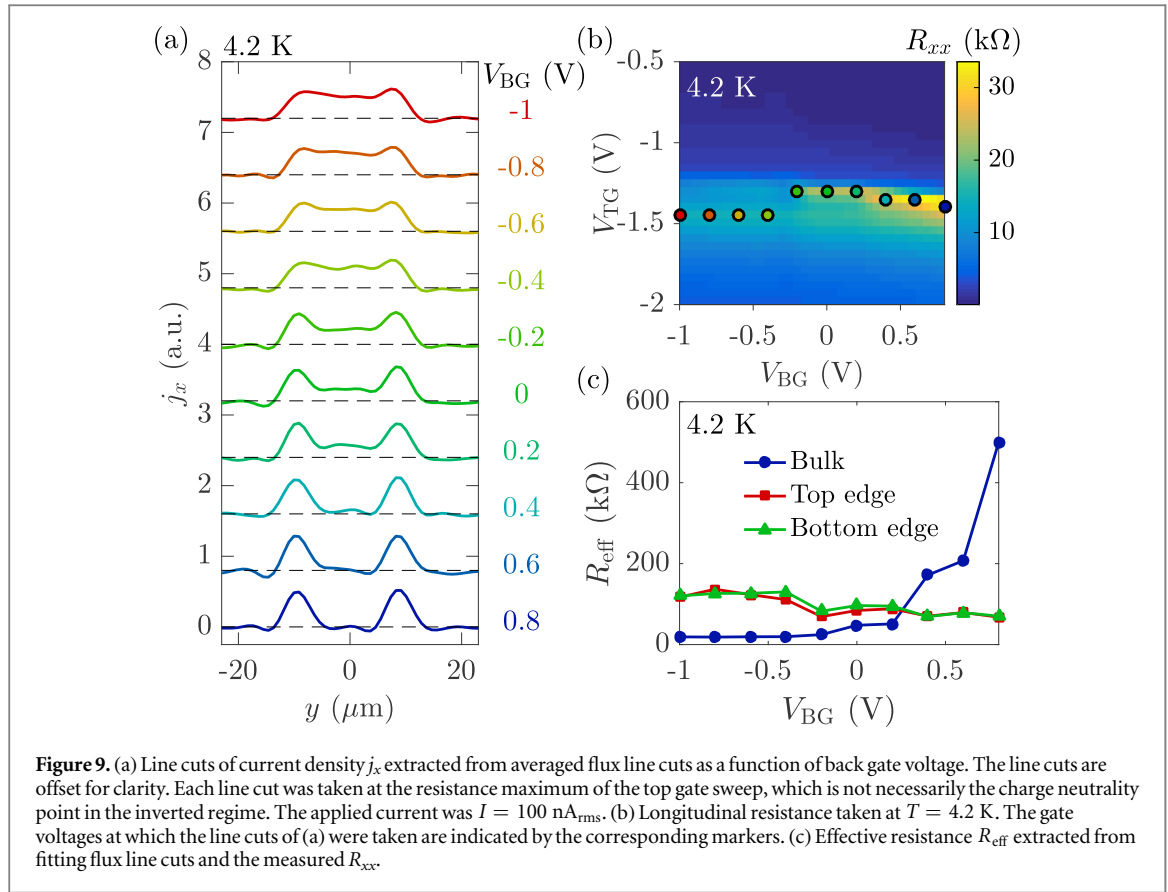 (a)
4.2 K
V_BG (V)
8
7
6
5
4
3
2
1
0
j_x (a.u.)
-1
-0.8
-0.6
-0.4
-0.2
0
0.2
0.4
0.6
0.8
-20
0
20
y (μm)
(b)
R_xx (kΩ)
4.2 K
-0.5
-1
-1.5
-2
V_TG (V)
30
20
10
-1
-0.5
0
0.5
V_BG (V)
(c)
4.2 K
600
400
200
0
R_eff (kΩ)
Bulk
Top edge
Bottom edge
-1
-0.5
0
0.5
V_BG (V)
Figure 9. (a) Line cuts of current density j_x extracted from averaged flux line cuts as a function of back gate voltage. The line cuts are
offset for clarity. Each line cut was taken at the resistance maximum of the top gate sweep, which is not necessarily the charge neutrality
point in the inverted regime. The applied current was I = 100 nA_rms. (b) Longitudinal resistance taken at T = 4.2 K. The gate
voltages at which the line cuts of (a) were taken are indicated by the corresponding markers. (c) Effective resistance R_eff extracted from
fitting flux line cuts and the measured R_xx.